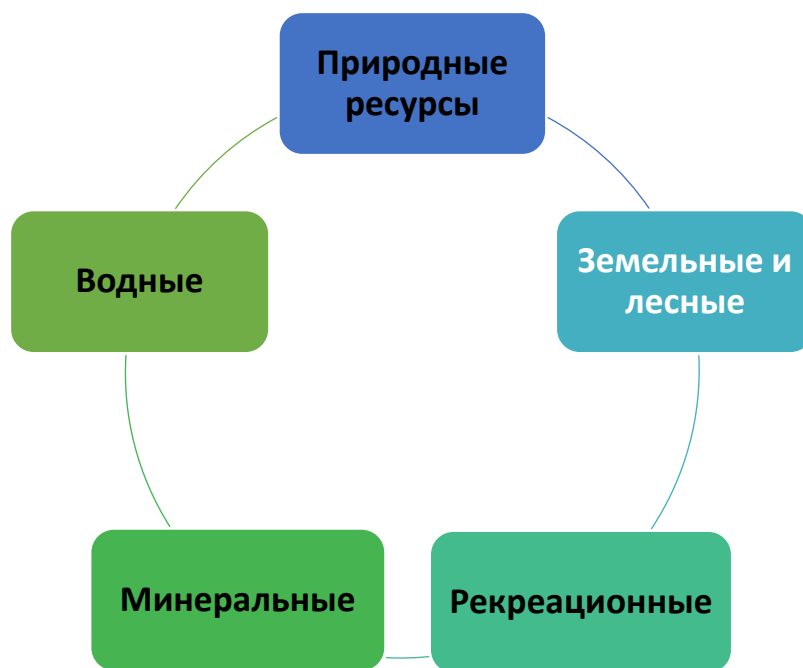 Природные
ресурсы
Водные
Земельные и
лесные
Минеральные
Рекреационные